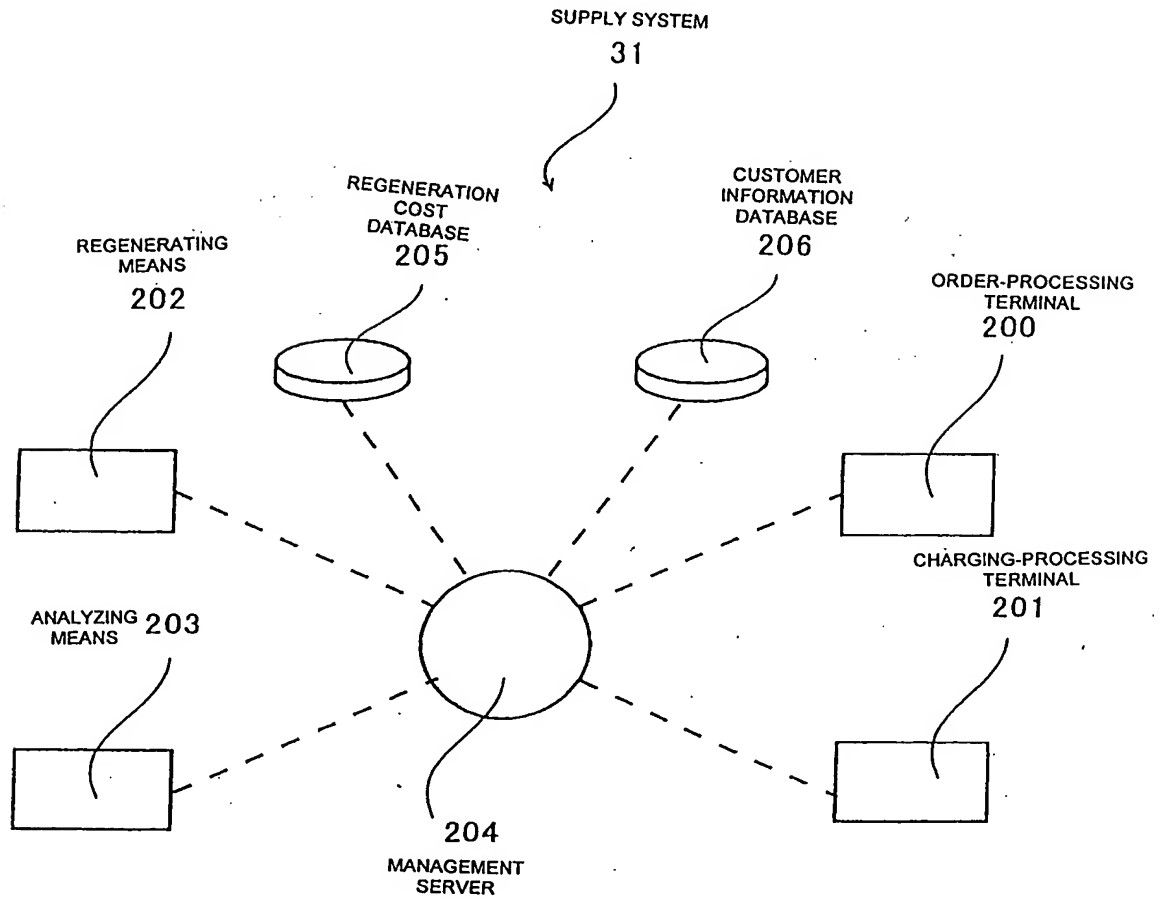 SUPPLY SYSTEM
31
REGENERATION
COST
DATABASE
205
CUSTOMER
INFORMATION
DATABASE
206
REGENERATING
MEANS
202
ORDER-PROCESSING
TERMINAL
200
CHARGING-PROCESSING
TERMINAL
201
ANALYZING 203
MEANS
204
MANAGEMENT
SERVER